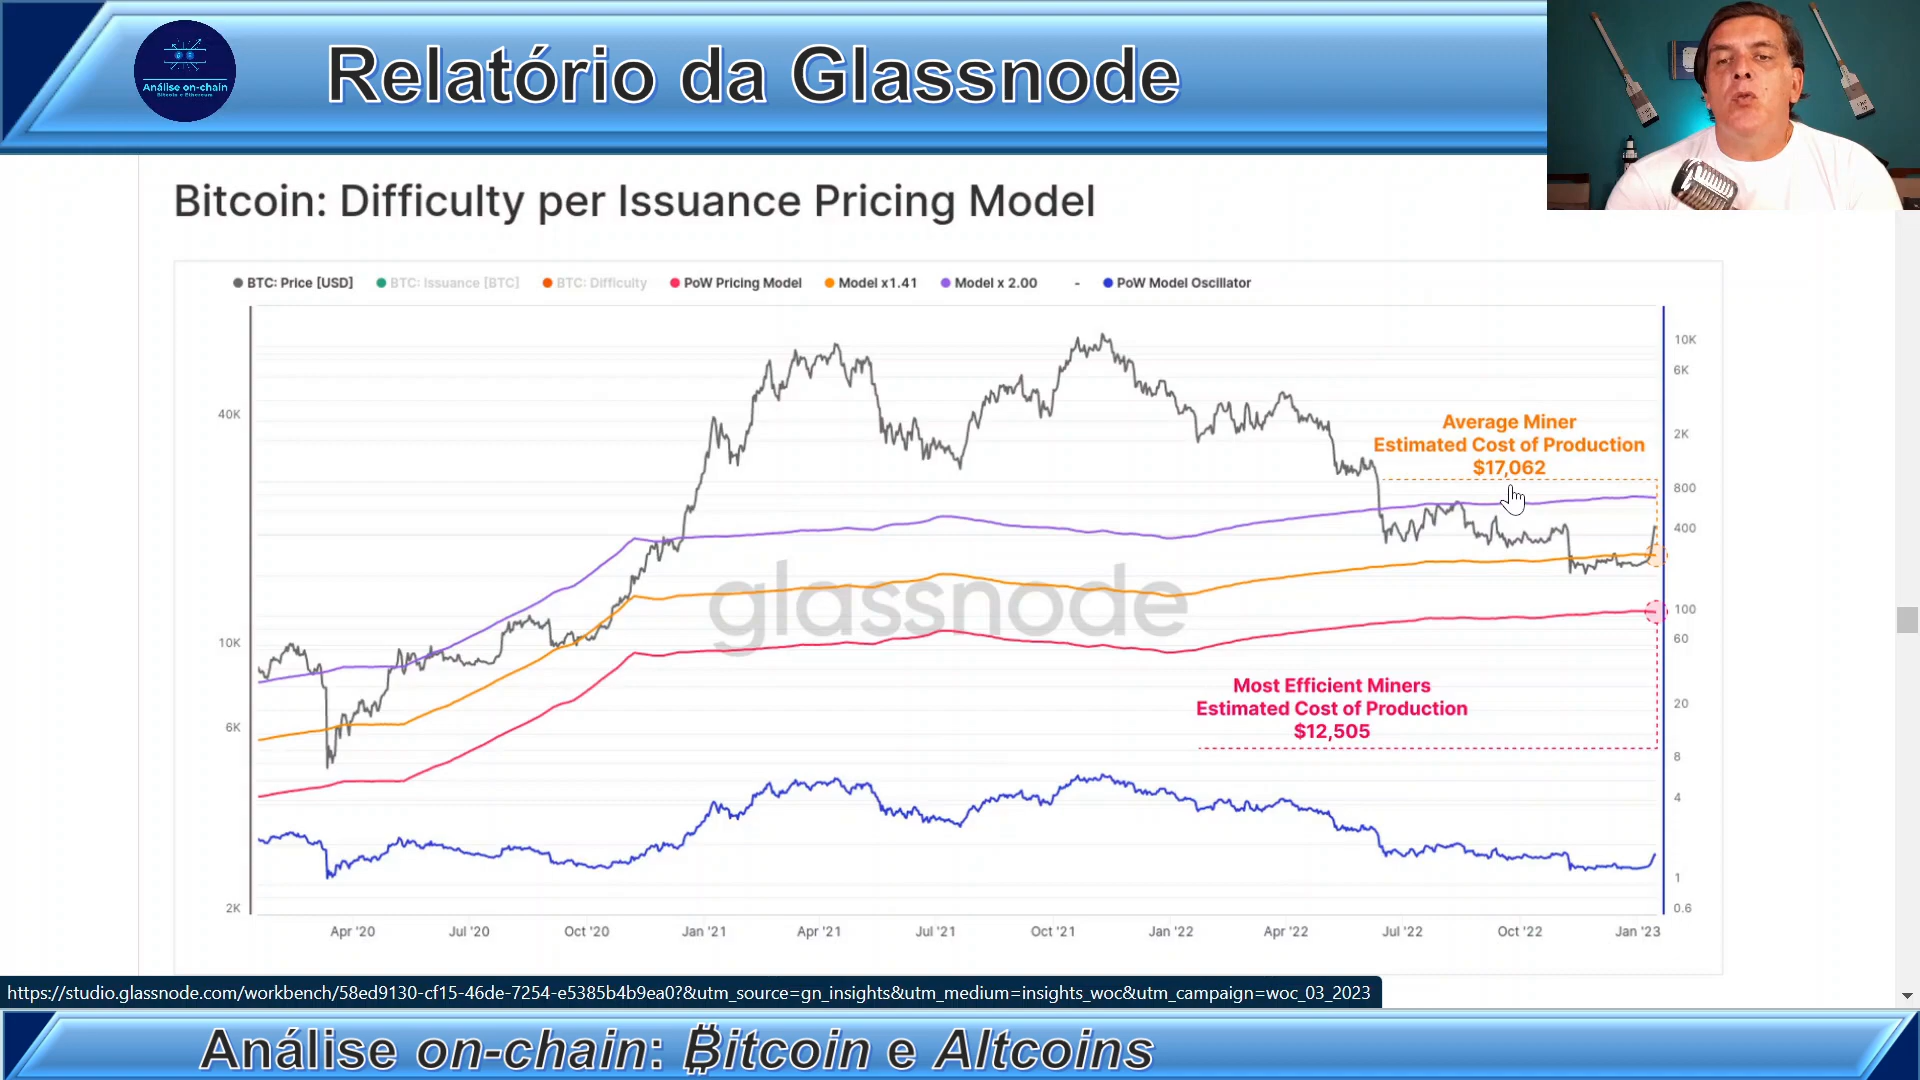 Análise on-chain
Bitcoin e Ethereum
Relatório da Glassnode
Bitcoin: Difficulty per Issuance Pricing Model
BTC: Price [USD] BTC: Issuance [BTC] BTC: Difficulty PoW Pricing Model Model x1.41 Model x 2.00 - PoW Model Oscillator
40K
10K
6K
2K
10K
6K
2K
800
400
100
60
20
8
4
1
0.6
Average Miner
Estimated Cost of Production
$17,062
glassnode
Most Efficient Miners
Estimated Cost of Production
$12,505
Apr '20 Jul '20 Oct '20 Jan '21 Apr '21 Jul '21 Oct '21 Jan '22 Apr '22 Jul '22 Oct '22 Jan '23
https://studio.glassnode.com/workbench/58ed9130-cf15-46de-7254-e5385b4b9ea0?&utm_source=gn_insights&utm_medium=insights_woc&utm_campaign=woc_03_2023
Análise on-chain: ₿itcoin e Altcoins